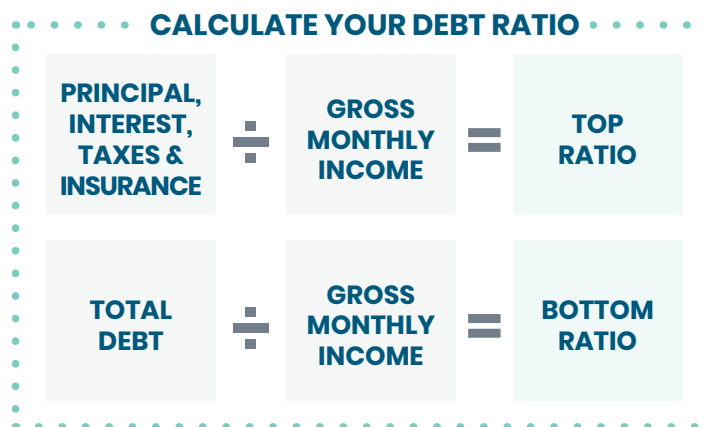 CALCULATE YOUR DEBT RATIO
PRINCIPAL,
INTEREST,
TAXES &
INSURANCE
÷
GROSS
MONTHLY
INCOME
=
TOP
RATIO
TOTAL
DEBT
÷
GROSS
MONTHLY
INCOME
=
BOTTOM
RATIO